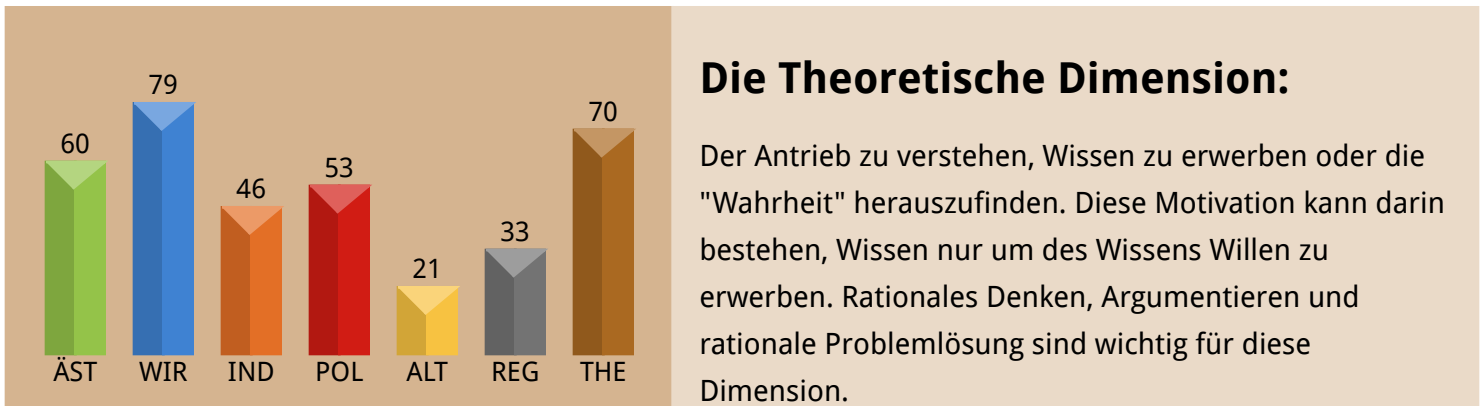 79
70
60
53
46
33
21
ÄST WIR IND POL ALT REG THE
Die Theoretische Dimension:
Der Antrieb zu verstehen, Wissen zu erwerben oder die
"Wahrheit" herauszufinden. Diese Motivation kann darin
bestehen, Wissen nur um des Wissens Willen zu
erwerben. Rationales Denken, Argumentieren und
rationale Problemlösung sind wichtig für diese
Dimension.